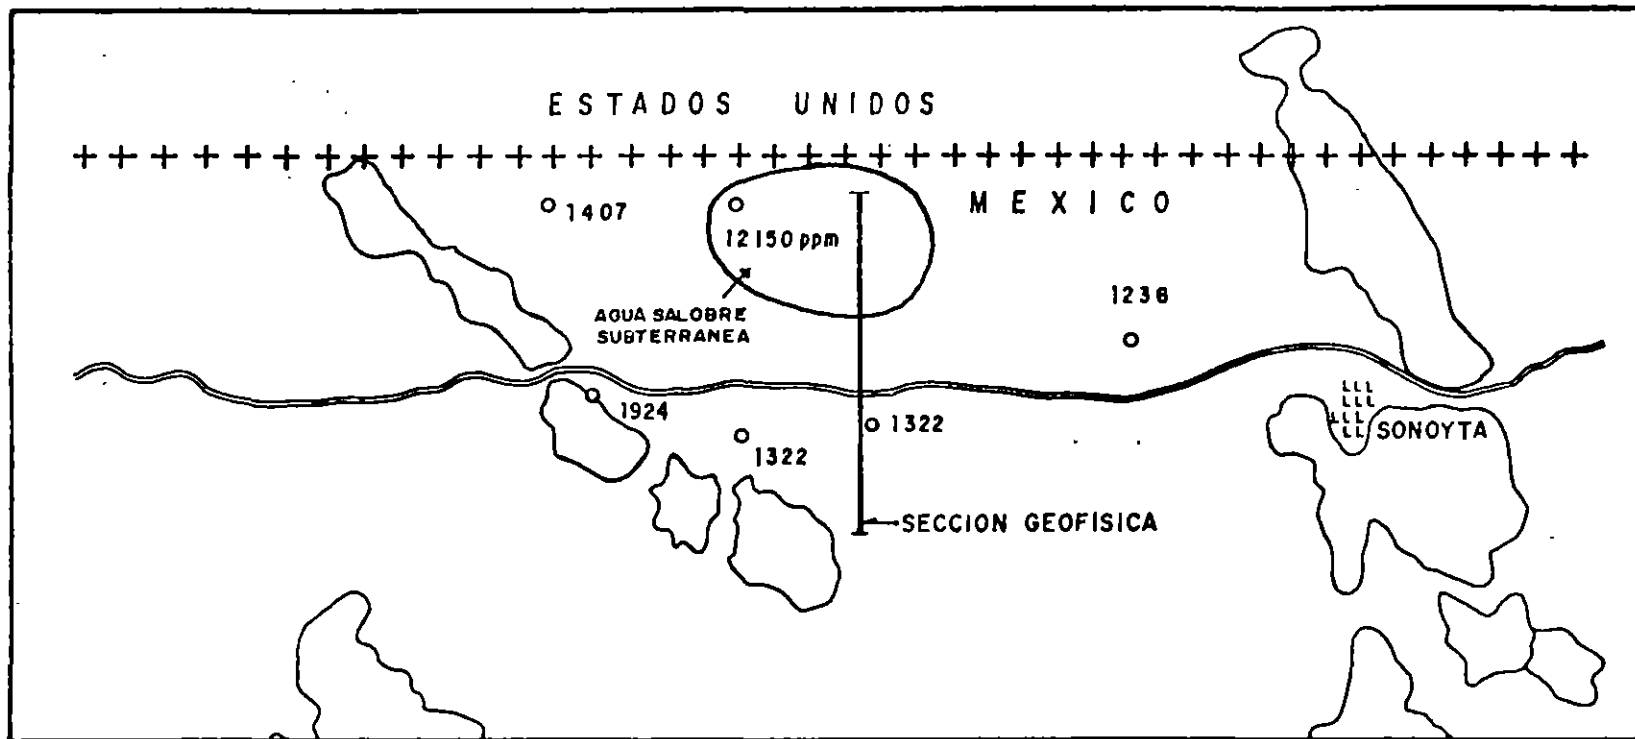 ESTADOS UNIDOS
MEXICO
1407
12150 ppm
AGUA SALOBRE
SUBTERRANEA
1236
1924
1322
1322
SONOYTA
SECCION GEOFISICA